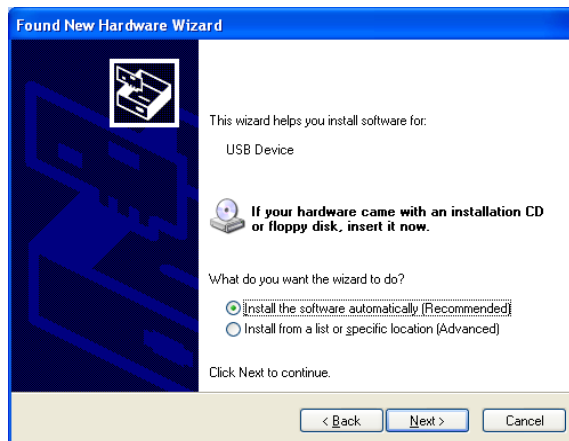 Found New Hardware Wizard
This wizard helps you install software for:
USB Device
If your hardware came with an installation CD
or floppy disk, insert it now.
What do you want the wizard to do?
Install the software automatically (Recommended)
Install from a list or specific location (Advanced)
Click Next to continue.
< Back
Next >
Cancel